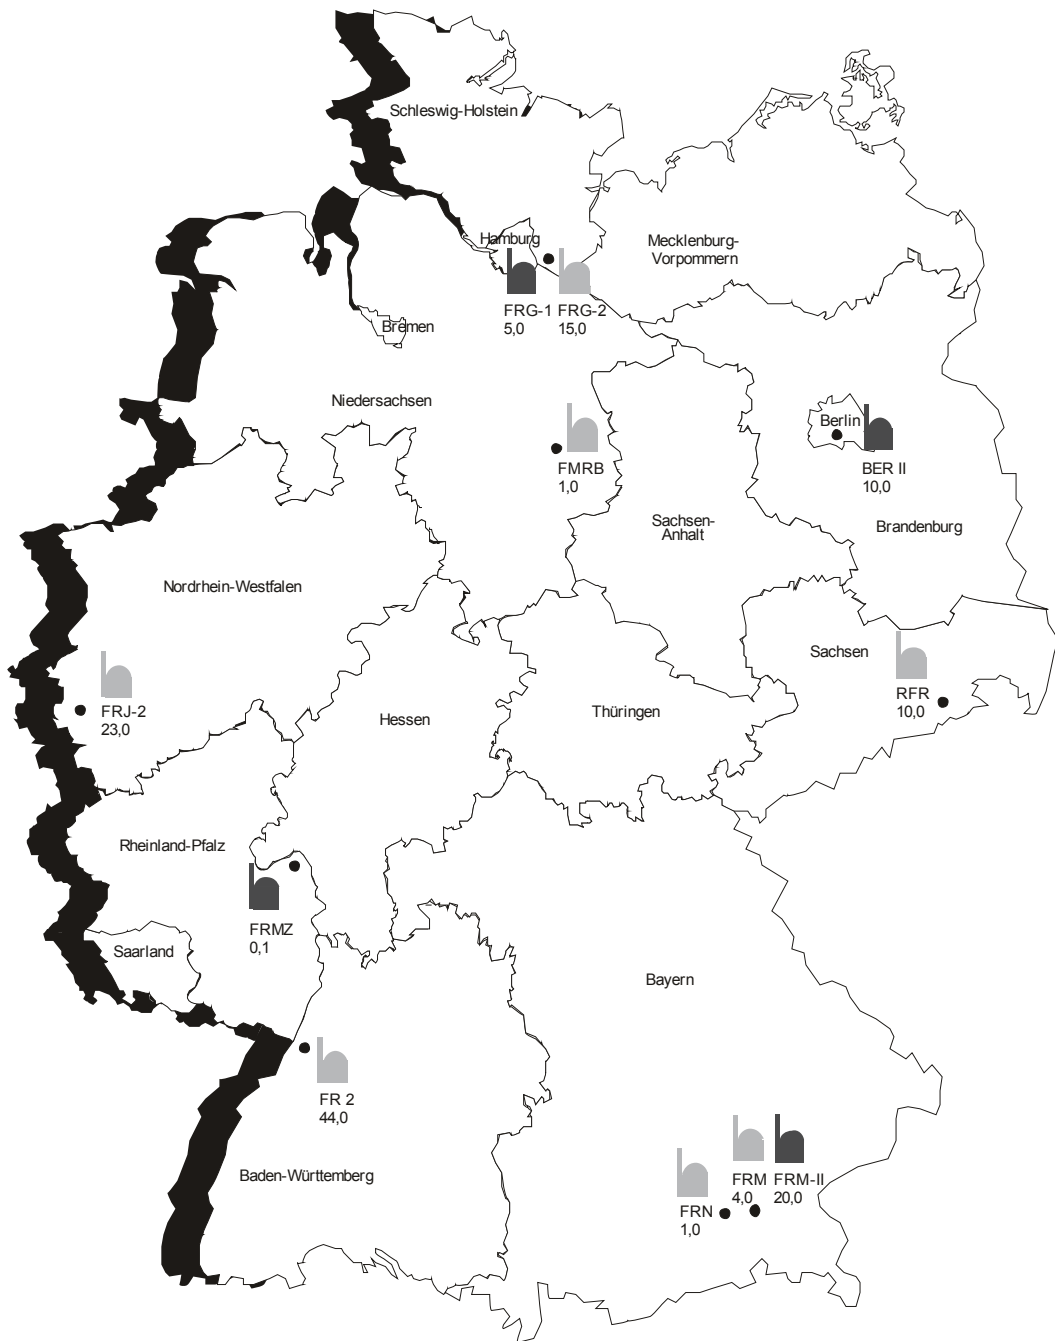 Schleswig-Holstein
Hamburg
Mecklenburg-
Vorpommern
FRG-1 FRG-2
5,0 15,0
Bremen
Niedersachsen
Berlin
FMRB
1,0
BER II
10,0
Sachsen-
Anhalt
Brandenburg
Nordrhein-Westfalen
Sachsen
RFR
10,0
FRJ-2
23,0
Hessen
Thüringen
Rheinland-Pfalz
FRMZ
0,1
Saarland
Bayern
FR 2
44,0
Baden-Württemberg
FRM FRM-II
4,0 20,0
FRN
1,0